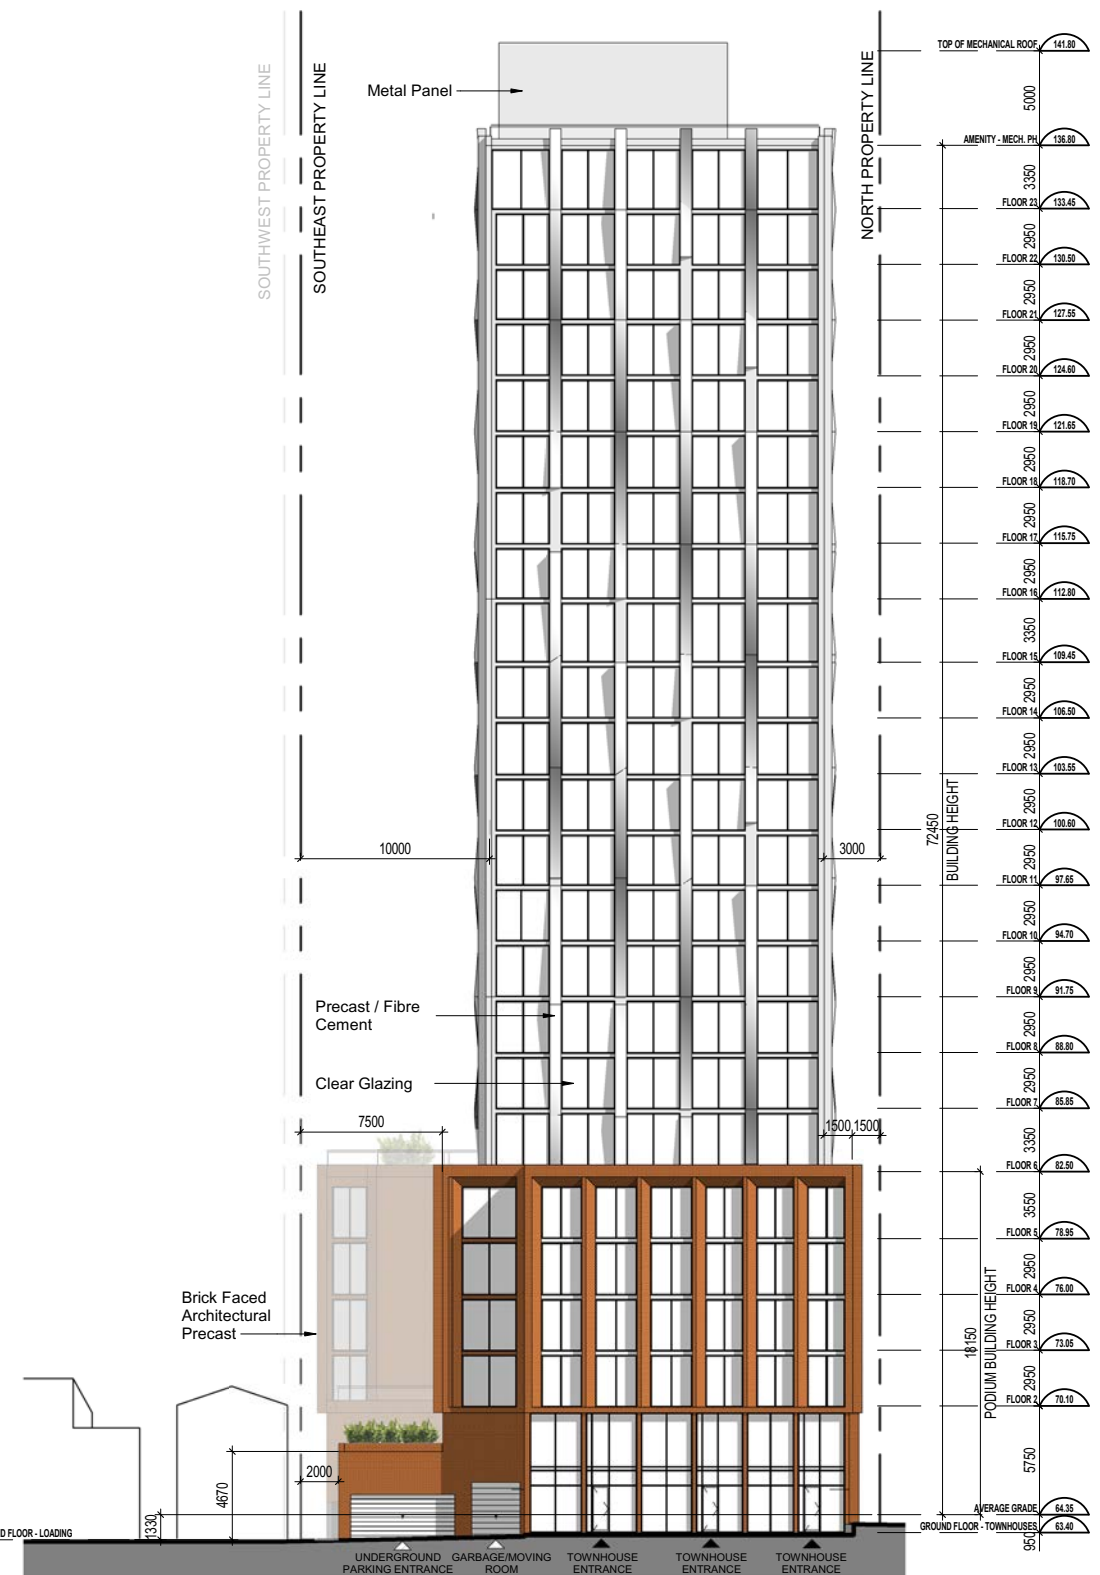 TOP OF MECHANICAL ROOF 141.80
5000
AMENITY - MECH. PH 136.80
3350
FLOOR 23 133.45
2950
FLOOR 22 130.50
2950
FLOOR 21 127.55
2950
FLOOR 20 124.60
2950
FLOOR 19 121.65
2950
FLOOR 18 118.70
2950
FLOOR 17 115.75
2950
FLOOR 16 112.80
3350
FLOOR 15 109.45
2950
FLOOR 14 106.50
2950
FLOOR 13 103.55
2950
FLOOR 12 100.60
2950
FLOOR 11 97.65
2950
FLOOR 10 94.70
2950
FLOOR 9 91.75
2950
FLOOR 8 88.80
2950
FLOOR 7 85.85
3350
FLOOR 6 82.50
3550
FLOOR 5 78.95
2950
FLOOR 4 76.00
2950
FLOOR 3 73.05
2950
FLOOR 2 70.10
5750
AVERAGE GRADE 64.35
GROUND FLOOR - TOWNHOUSES 63.40
950
SOUTHWEST PROPERTY LINE
SOUTHEAST PROPERTY LINE
NORTH PROPERTY LINE
Metal Panel
72450
BUILDING HEIGHT
10000
3000
Precast / Fibre
Cement
Clear Glazing
7500
1500 1500
18150
PODIUM BUILDING HEIGHT
Brick Faced
Architectural
Precast
2000
4670
1330
D FLOOR - LOADING
UNDERGROUND
PARKING ENTRANCE
GARBAGE/MOVING
ROOM
TOWNHOUSE
ENTRANCE
TOWNHOUSE
ENTRANCE
TOWNHOUSE
ENTRANCE